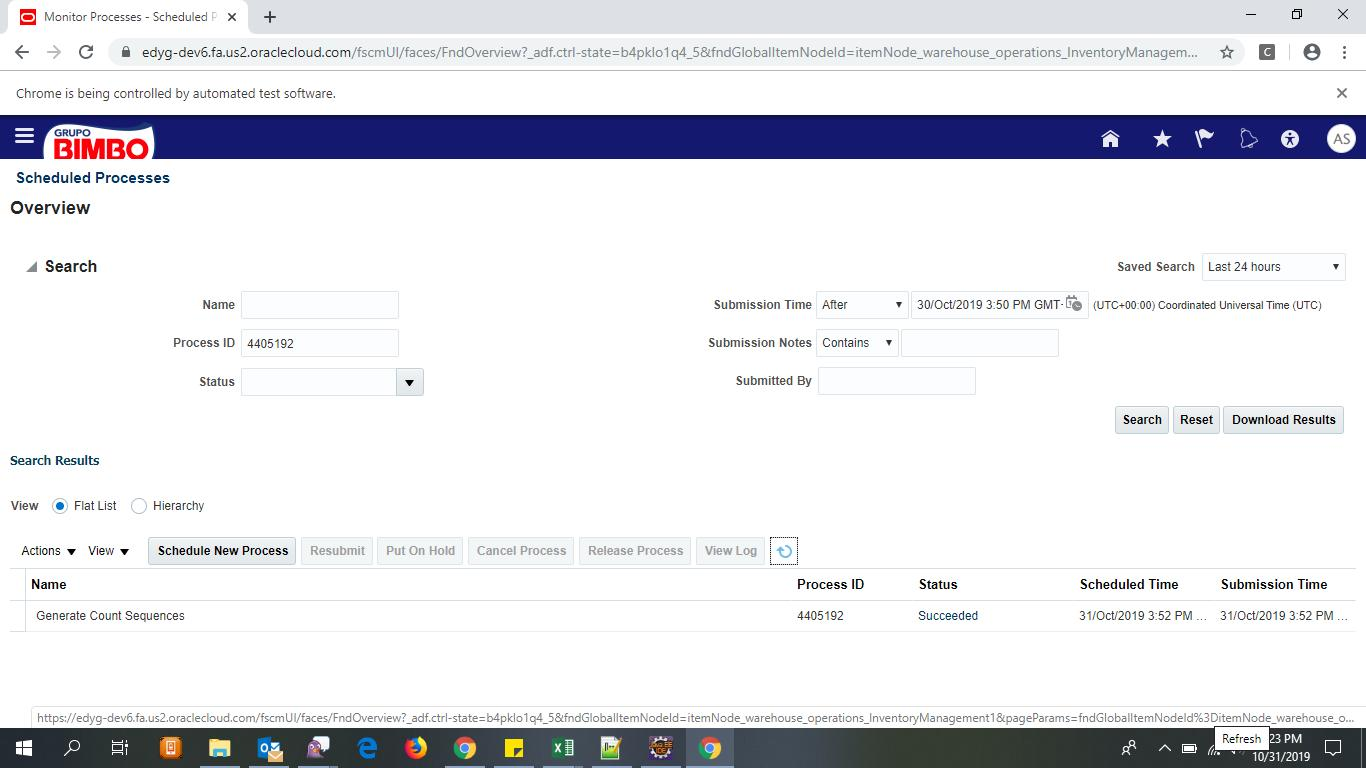 Monitor Processes - Scheduled P
edyg-dev6.fa.us2.oraclecloud.com/fscmUI/faces/FndOverview?_adf.ctrl-state=b4pklo1q4_5&fndGlobalItemNodeId=itemNode_warehouse_operations_InventoryManagem...
C
Chrome is being controlled by automated test software.
GRUPO
BIMBO
AS
Scheduled Processes
Overview
Search
Saved Search Last 24 hours
Name
Submission Time After 30/Oct/2019 3:50 PM GMT- (UTC+00:00) Coordinated Universal Time (UTC)
Process ID 4405192
Submission Notes Contains
Status
Submitted By
Search Reset Download Results
Search Results
View Flat List Hierarchy
Actions View Schedule New Process Resubmit Put On Hold Cancel Process Release Process View Log
Name Process ID Status Scheduled Time Submission Time
Generate Count Sequences 4405192 Succeeded 31/Oct/2019 3:52 PM ... 31/Oct/2019 3:52 PM ...
https://edyg-dev6.fa.us2.oraclecloud.com/fscmUI/faces/FndOverview?_adf.ctrl-state=b4pklo1q4_5&fndGlobalItemNodeId=itemNode_warehouse_operations_InventoryManagement1&pageParams=fndGlobalItemNodeId%3DitemNode_warehouse_o...
Refresh
:23 PM
10/31/2019